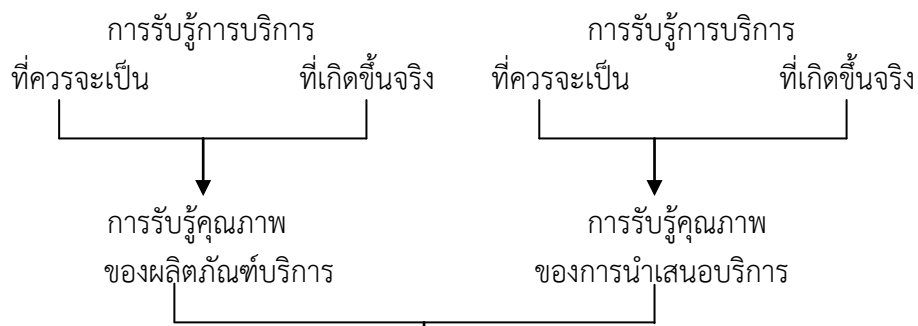 การรับรู้การบริการ การรับรู้การบริการ
ที่ควรจะเป็น ที่เกิดขึ้นจริง ที่ควรจะเป็น ที่เกิดขึ้นจริง
การรับรู้คุณภาพ การรับรู้คุณภาพ
ของผลิตภัณฑ์บริการ ของการนำเสนอบริการ